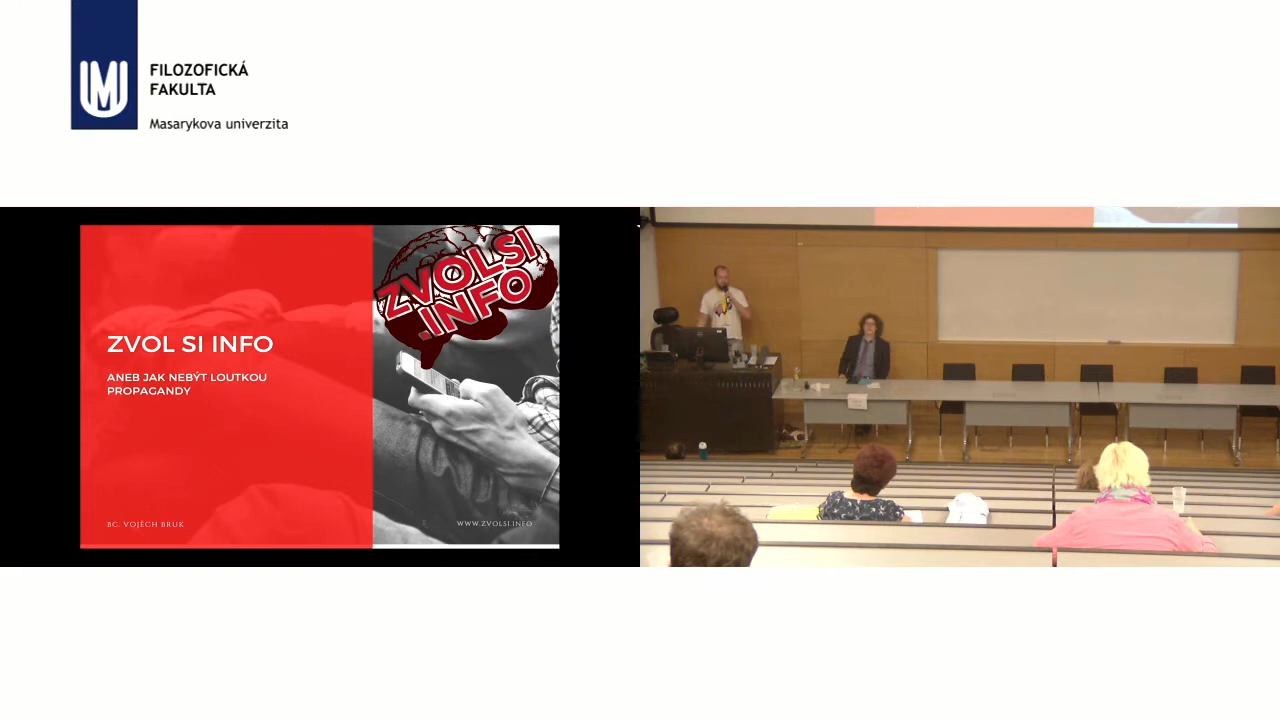 FILOZOFICKÁ
FAKULTA
Masarykova univerzita
ZVOLSI
.INFO
ZVOL SI INFO
ANEB JAK NEBÝT LOUTKOU
PROPAGANDY
BC. VOJĚCH BRUK
WWW.ZVOLSI.INFO